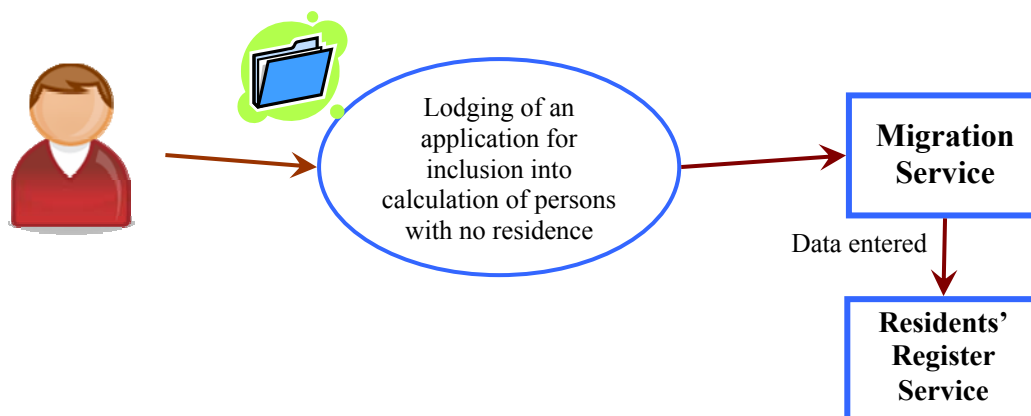 Lodging of an
application for
inclusion into
calculation of persons
with no residence
Migration
Service
Data entered
Residents’
Register
Service